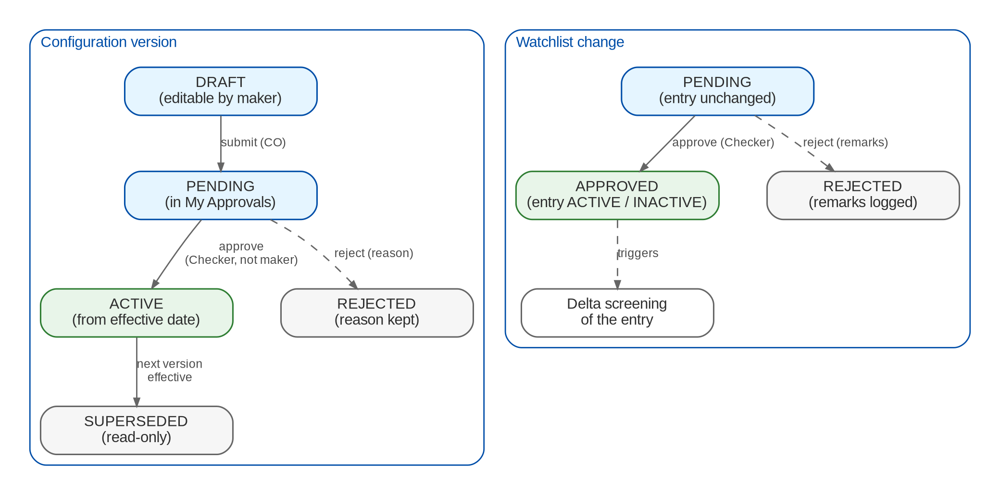 Configuration version
DRAFT
(editable by maker)
submit (CO)
PENDING
(in My Approvals)
approve
(Checker, not maker)
reject (reason)
ACTIVE
(from effective date)
REJECTED
(reason kept)
next version
effective
SUPERSEDED
(read-only)
Watchlist change
PENDING
(entry unchanged)
approve (Checker)
reject (remarks)
APPROVED
(entry ACTIVE / INACTIVE)
REJECTED
(remarks logged)
triggers
Delta screening
of the entry